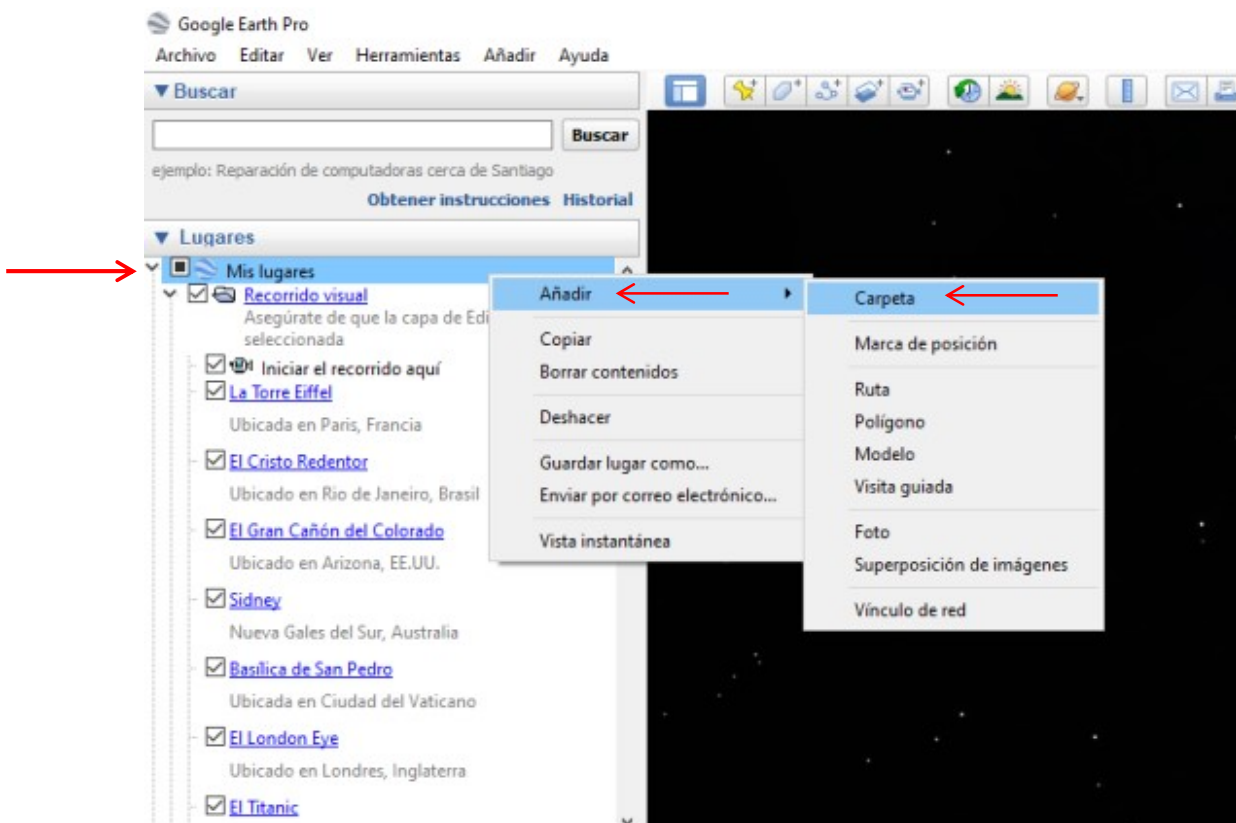 Google Earth Pro
Archivo Editar Ver Herramientas Añadir Ayuda
Buscar
Buscar
ejemplo: Reparación de computadoras cerca de Santiago
Obtener instrucciones Historial
Lugares
Mis lugares
Recorrido visual
Asegúrate de que la capa de Edi
seleccionada
Iniciar el recorrido aquí
La Torre Eiffel
Ubicada en Paris, Francia
El Cristo Redentor
Ubicado en Rio de Janeiro, Brasil
El Gran Cañón del Colorado
Ubicado en Arizona, EE.UU.
Sidney
Nueva Gales del Sur, Australia
Basílica de San Pedro
Ubicada en Ciudad del Vaticano
El London Eye
Ubicado en Londres, Inglaterra
El Titanic
Añadir
Copiar
Borrar contenidos
Deshacer
Guardar lugar como...
Enviar por correo electrónico...
Vista instantánea
Carpeta
Marca de posición
Ruta
Polígono
Modelo
Visita guiada
Foto
Superposición de imágenes
Vínculo de red